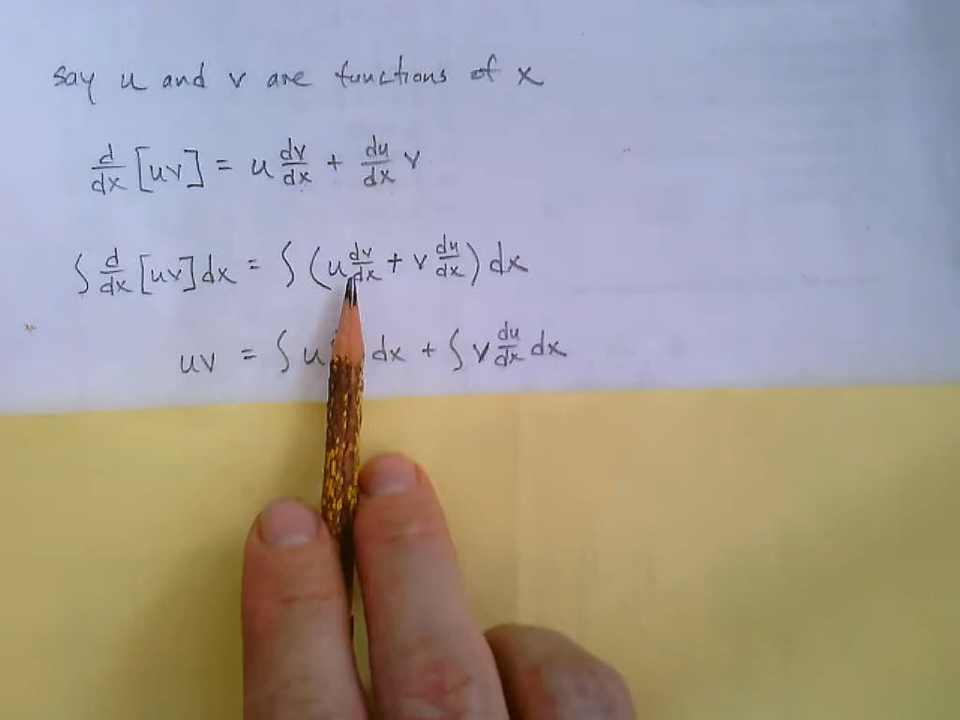 say u and v are functions of x
d/dx [uv] = u dv/dx + du/dx v
∫ d/dx [uv] dx = ∫ (u dv/dx + v du/dx) dx
uv = ∫ u dx + ∫ v du/dx dx